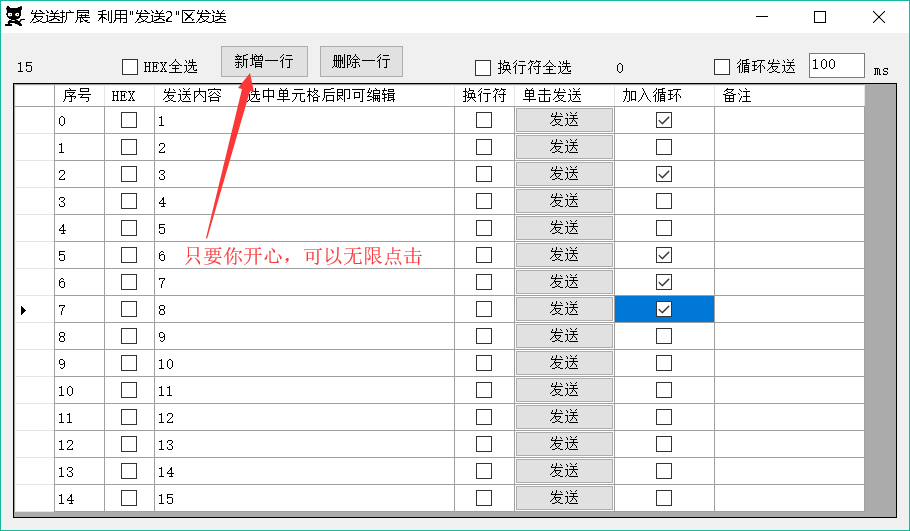 发送扩展 利用"发送2"区发送
15 HEX全选 新增一行 删除一行 换行符全选 0 循环发送 100 ms
序号 HEX 发送内容 选中单元格后即可编辑 换行符 单击发送 加入循环 备注
0 1 发送
1 2 发送
2 3 发送
3 4 发送
4 5 发送
5 6 发送
只要你开心，可以无限点击
6 7 发送
7 8 发送
8 9 发送
9 10 发送
10 11 发送
11 12 发送
12 13 发送
13 14 发送
14 15 发送